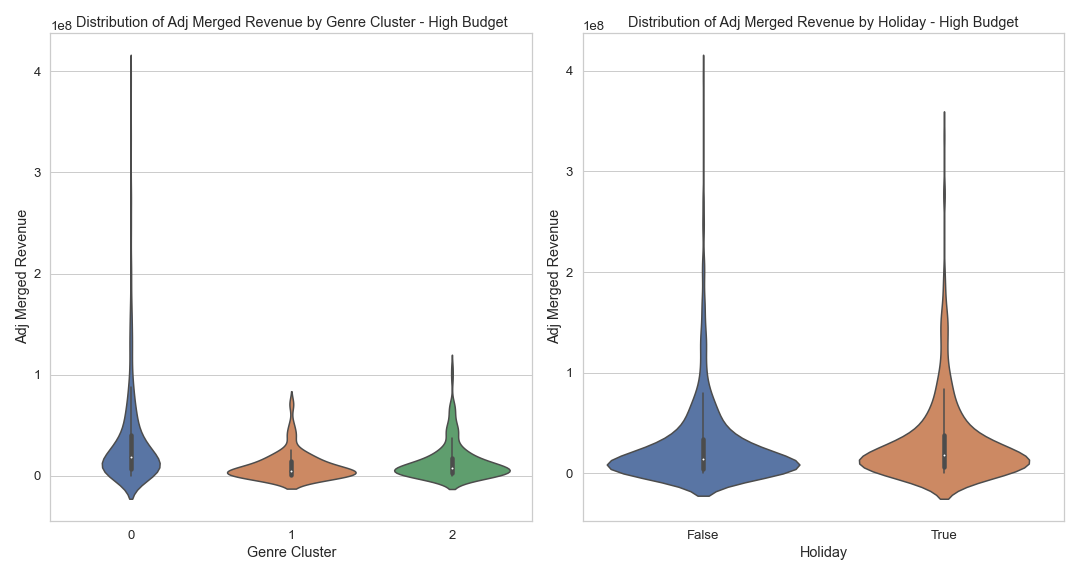 Distribution of Adj Merged Revenue by Genre Cluster - High Budget
1e8
4
3
2
1
0
Adj Merged Revenue
0 1 2
Genre Cluster
Distribution of Adj Merged Revenue by Holiday - High Budget
1e8
4
3
2
1
0
Adj Merged Revenue
False True
Holiday